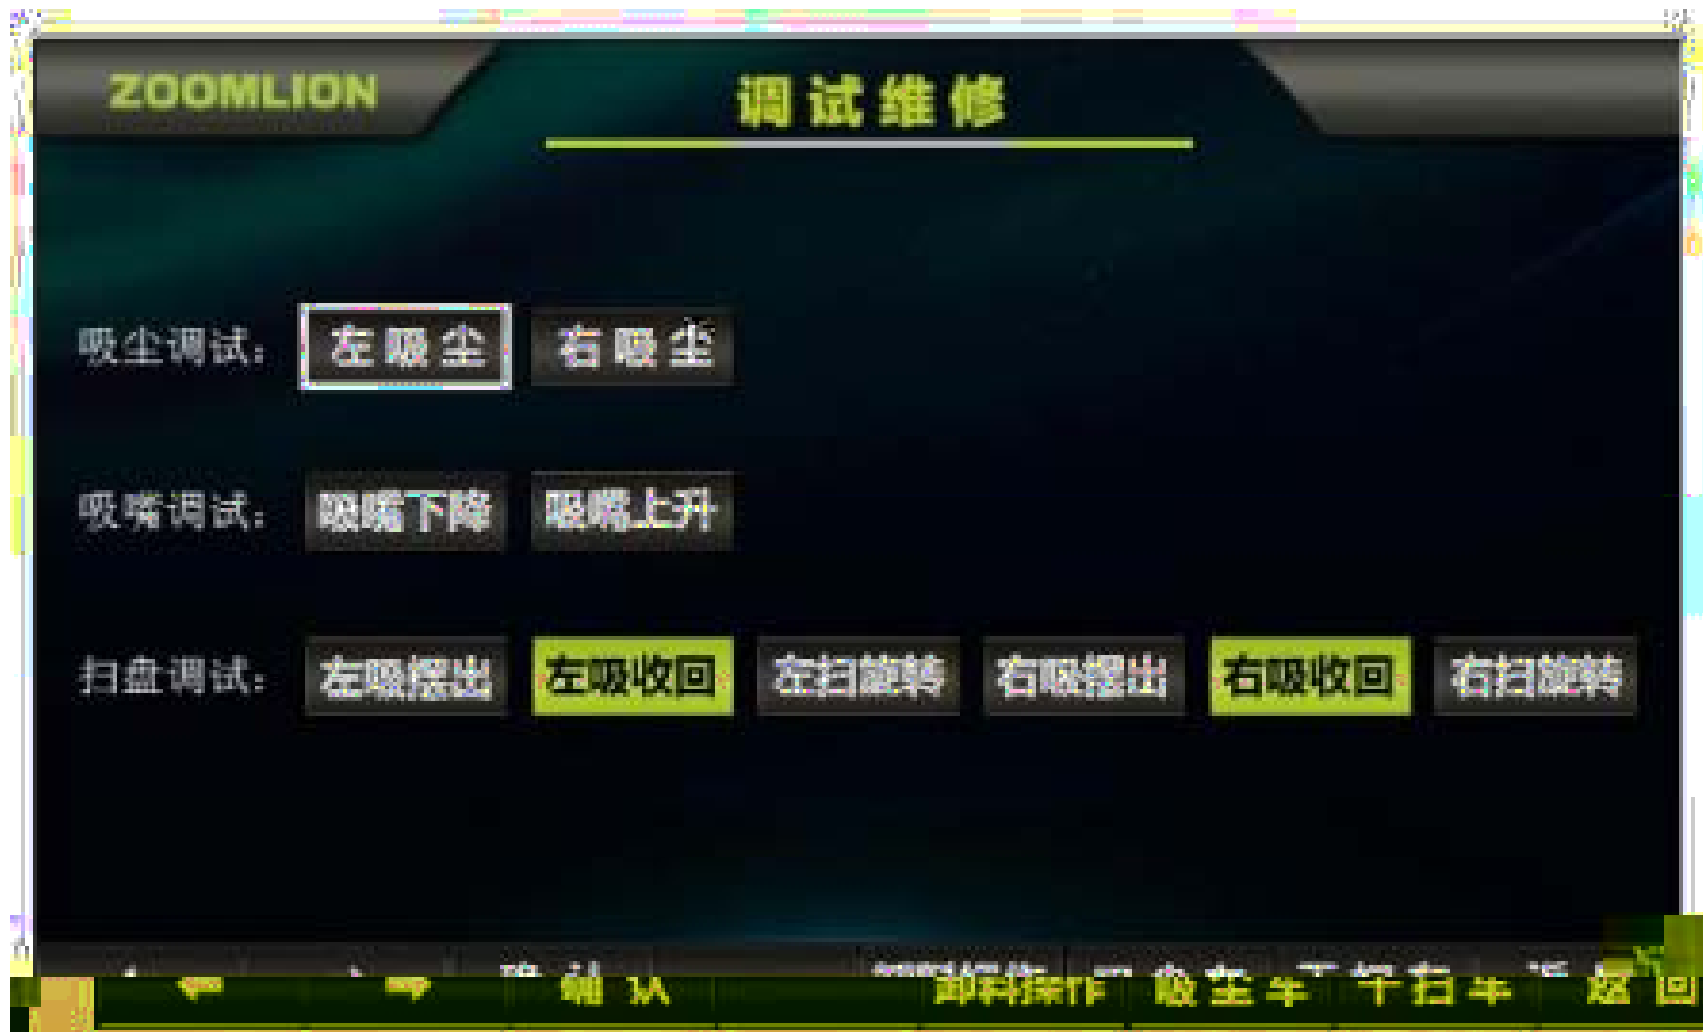 ZOOMLION
调试维修
吸尘调试： 左吸尘 右吸尘
吸嘴调试： 吸嘴下降 吸嘴上升
扫盘调试： 左吸摆出 左吸收回 左扫旋转 右吸摆出 右吸收回 右扫旋转
← → 确认 卸料操作 吸尘车 干扫车 返回